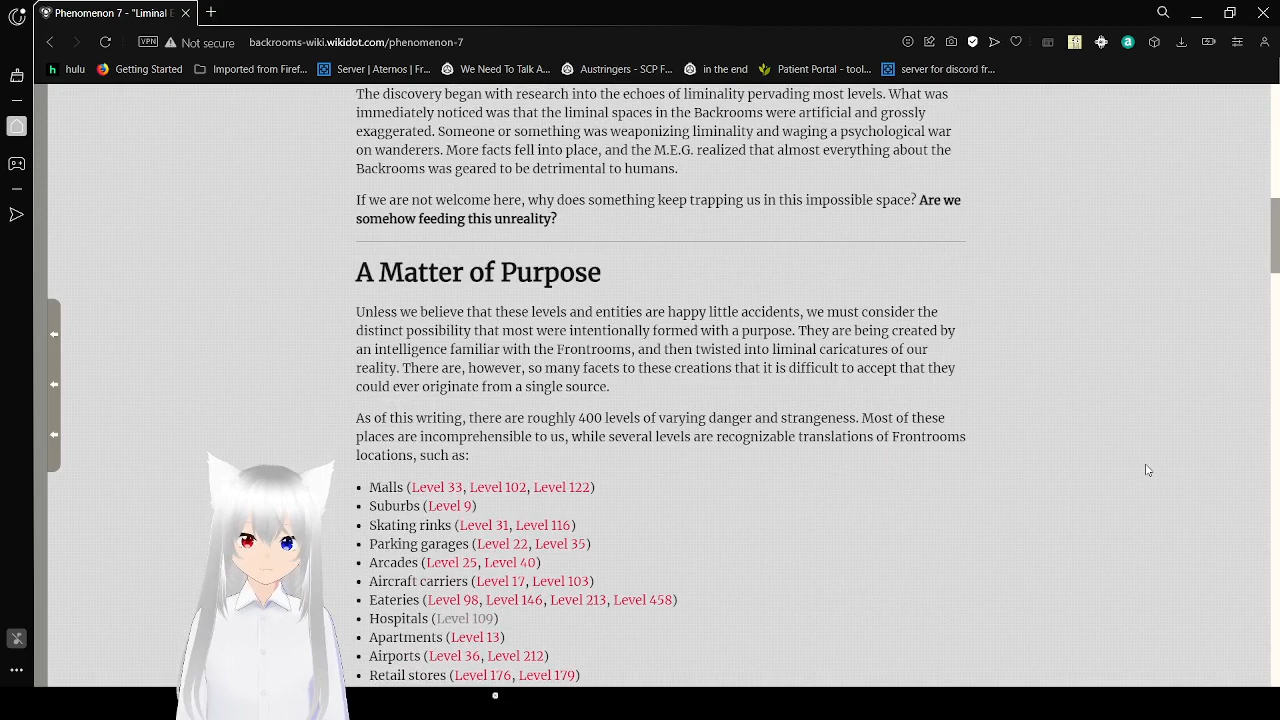 Phenomenon 7 - "Liminal E
VPN Not secure backrooms-wiki.wikidot.com/phenomenon-7
hulu Getting Started Imported from Firef... Server | Aternos | Fr... We Need To Talk A... Austringers - SCP F... in the end Patient Portal - tool... server for discord fr...
The discovery began with research into the echoes of liminality pervading most levels. What was
immediately noticed was that the liminal spaces in the Backrooms were artificial and grossly
exaggerated. Someone or something was weaponizing liminality and waging a psychological war
on wanderers. More facts fell into place, and the M.E.G. realized that almost everything about the
Backrooms was geared to be detrimental to humans.
If we are not welcome here, why does something keep trapping us in this impossible space? Are we
somehow feeding this unreality?
A Matter of Purpose
Unless we believe that these levels and entities are happy little accidents, we must consider the
distinct possibility that most were intentionally formed with a purpose. They are being created by
an intelligence familiar with the Frontrooms, and then twisted into liminal caricatures of our
reality. There are, however, so many facets to these creations that it is difficult to accept that they
could ever originate from a single source.
As of this writing, there are roughly 400 levels of varying danger and strangeness. Most of these
places are incomprehensible to us, while several levels are recognizable translations of Frontrooms
locations, such as:
• Malls (Level 33, Level 102, Level 122)
• Suburbs (Level 9)
• Skating rinks (Level 31, Level 116)
• Parking garages (Level 22, Level 35)
• Arcades (Level 25, Level 40)
• Aircraft carriers (Level 17, Level 103)
• Eateries (Level 98, Level 146, Level 213, Level 458)
• Hospitals (Level 109)
• Apartments (Level 13)
• Airports (Level 36, Level 212)
• Retail stores (Level 176, Level 179)